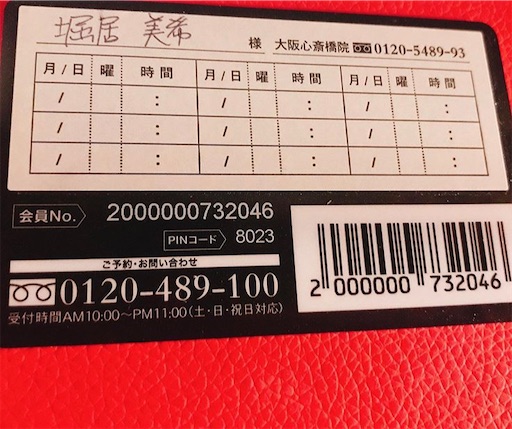 堀居 美希 様 大阪心斎橋院 0120-5489-93
月/日 曜 時間 月/日 曜 時間 月/日 曜 時間
/ : / : / :
/ : / : / :
/ : / : / :
会員No. 2000000732046
PINコード 8023
ご予約・お問い合わせ
0120-489-100
受付時間AM10:00～PM11:00(土・日・祝日対応)
2 000000 732046